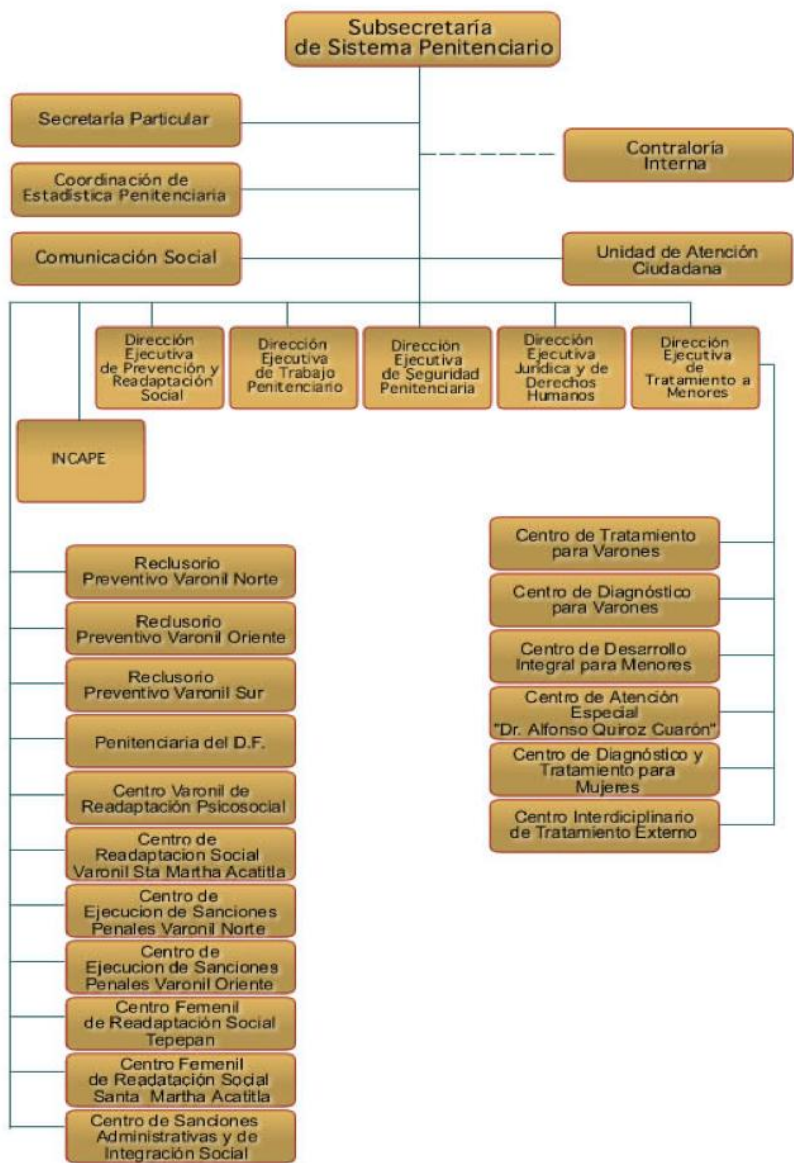 Subsecretaría
de Sistema Penitenciario
Secretaría Particular
Contraloría
Interna
Coordinación de
Estadística Penitenciaria
Comunicación Social
Unidad de Atención
Ciudadana
Dirección
Ejecutiva
de Prevención y
Readaptación
Social
Dirección
Ejecutiva
de Trabajo
Penitenciario
Dirección
Ejecutiva
de Seguridad
Penitenciaria
Dirección
Ejecutiva
Jurídica y de
Derechos
Humanos
Dirección
Ejecutiva
de
Tratamiento a
Menores
INCAPE
Reclusorio
Preventivo Varonil Norte
Reclusorio
Preventivo Varonil Oriente
Reclusorio
Preventivo Varonil Sur
Penitenciaria del D.F.
Centro Varonil de
Readaptación Psicosocial
Centro de
Readaptacion Social
Varonil Sta Martha Acatitla
Centro de
Ejecucion de Sanciones
Penales Varonil Norte
Centro de
Ejecucion de Sanciones
Penales Varonil Oriente
Centro Femenil
de Readaptación Social
Tepepan
Centro Femenil
de Readatación Social
Santa Martha Acatitla
Centro de Sanciones
Administrativas y de
Integración Social
Centro de Tratamiento
para Varones
Centro de Diagnóstico
para Varones
Centro de Desarrollo
Integral para Menores
Centro de Atención
Especial
"Dr. Alfonso Quiroz Cuarón"
Centro de Diagnóstico y
Tratamiento para
Mujeres
Centro Interdiciplinario
de Tratamiento Externo